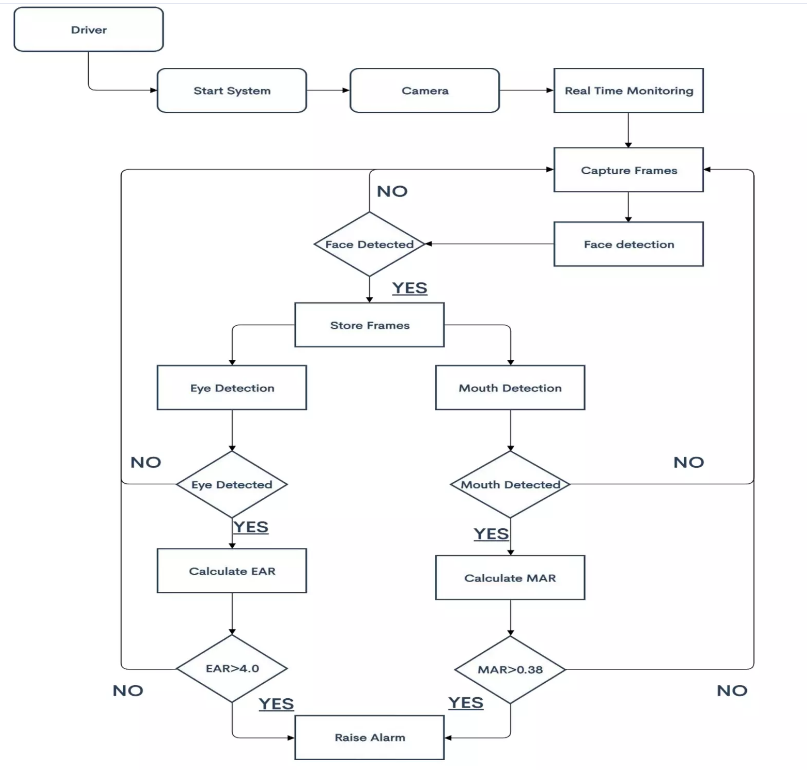 Driver
Start System
Camera
Real Time Monitoring
Capture Frames
NO
Face Detected
Face detection
YES
Store Frames
Eye Detection
Mouth Detection
NO
NO
Eye Detected
Mouth Detected
YES
YES
Calculate EAR
Calculate MAR
EAR>4.0
MAR>0.38
NO
NO
YES
YES
Raise Alarm